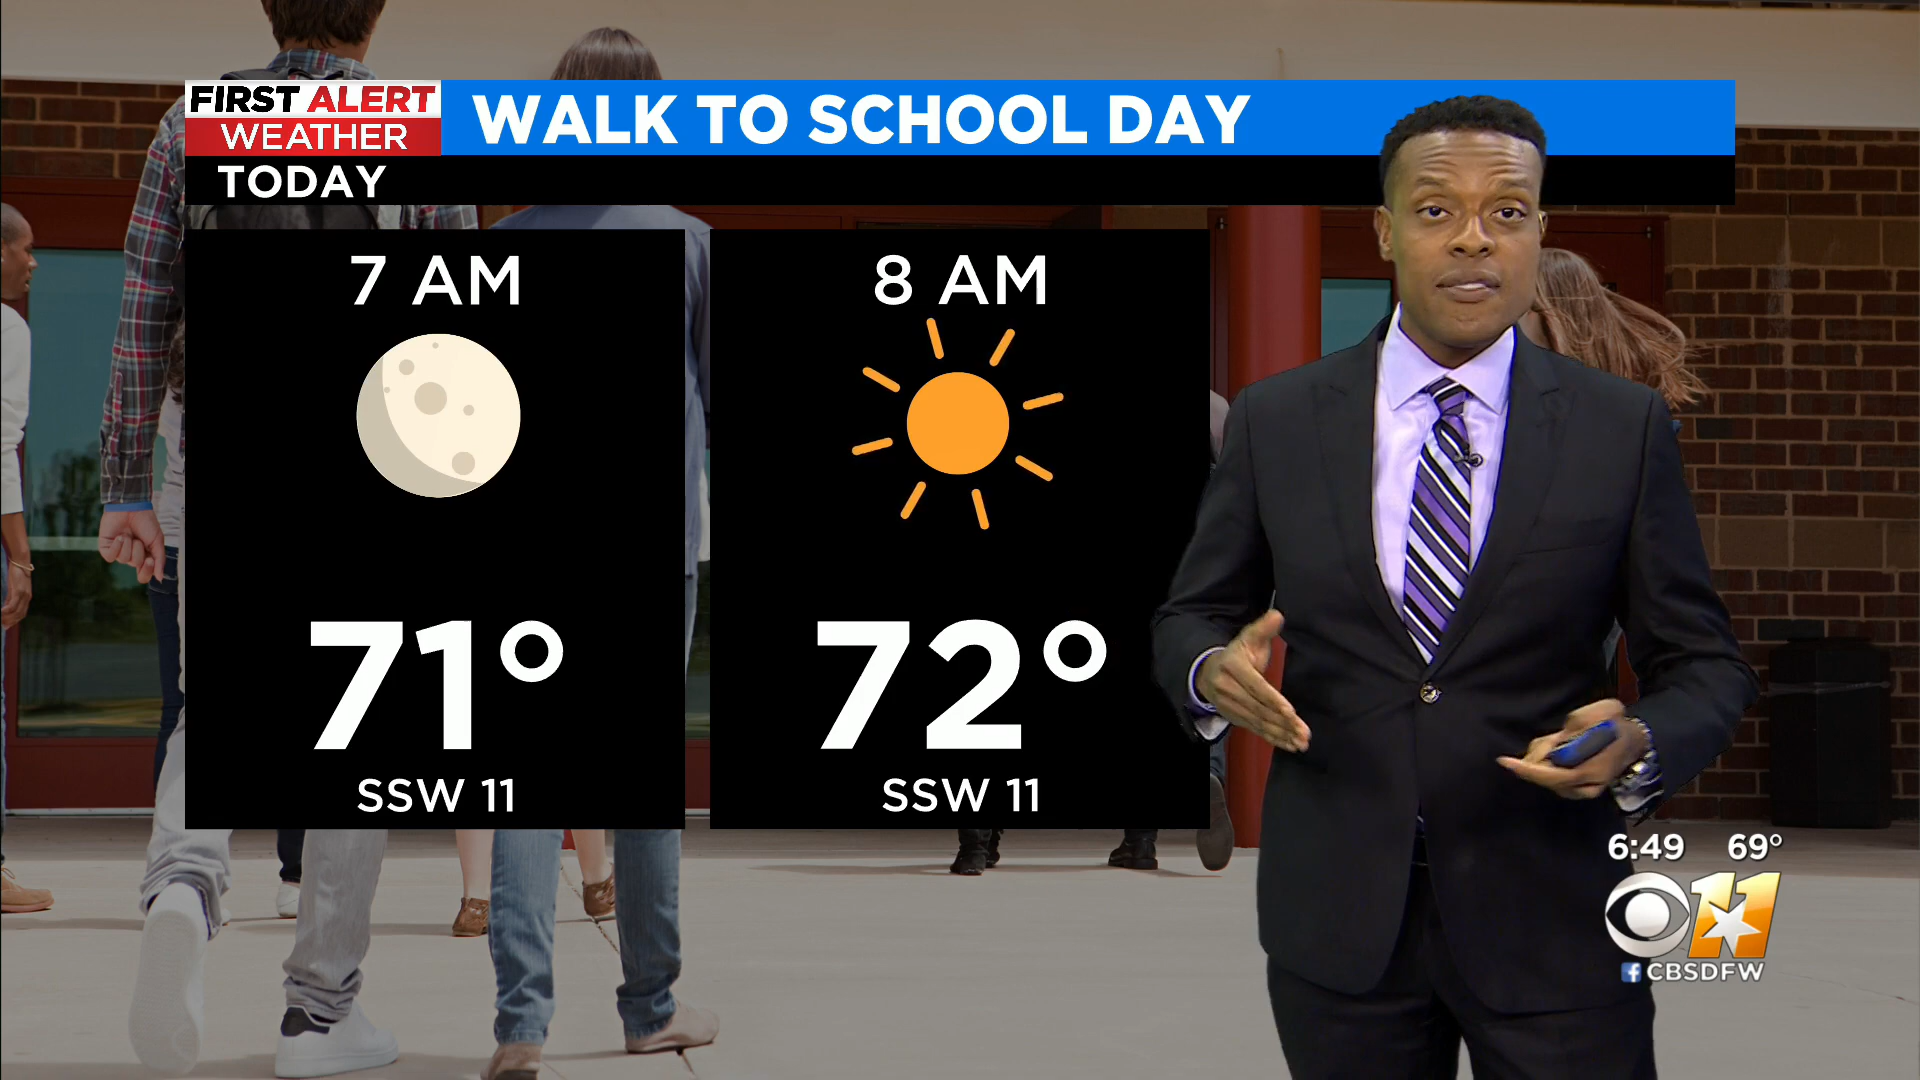 FIRST ALERT
WEATHER
WALK TO SCHOOL DAY
TODAY
7 AM
8 AM
71°
72°
SSW 11
SSW 11
6:49 69°
11
CBSDFW